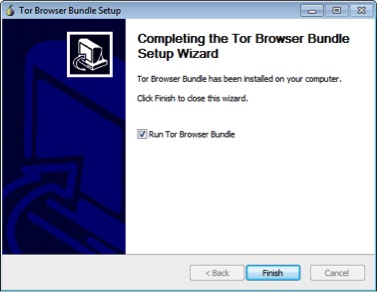 Tor Browser Bundle Setup
Completing the Tor Browser Bundle
Setup Wizard
Tor Browser Bundle has been installed on your computer.
Click Finish to close this wizard.
Run Tor Browser Bundle
< Back
Finish
Cancel